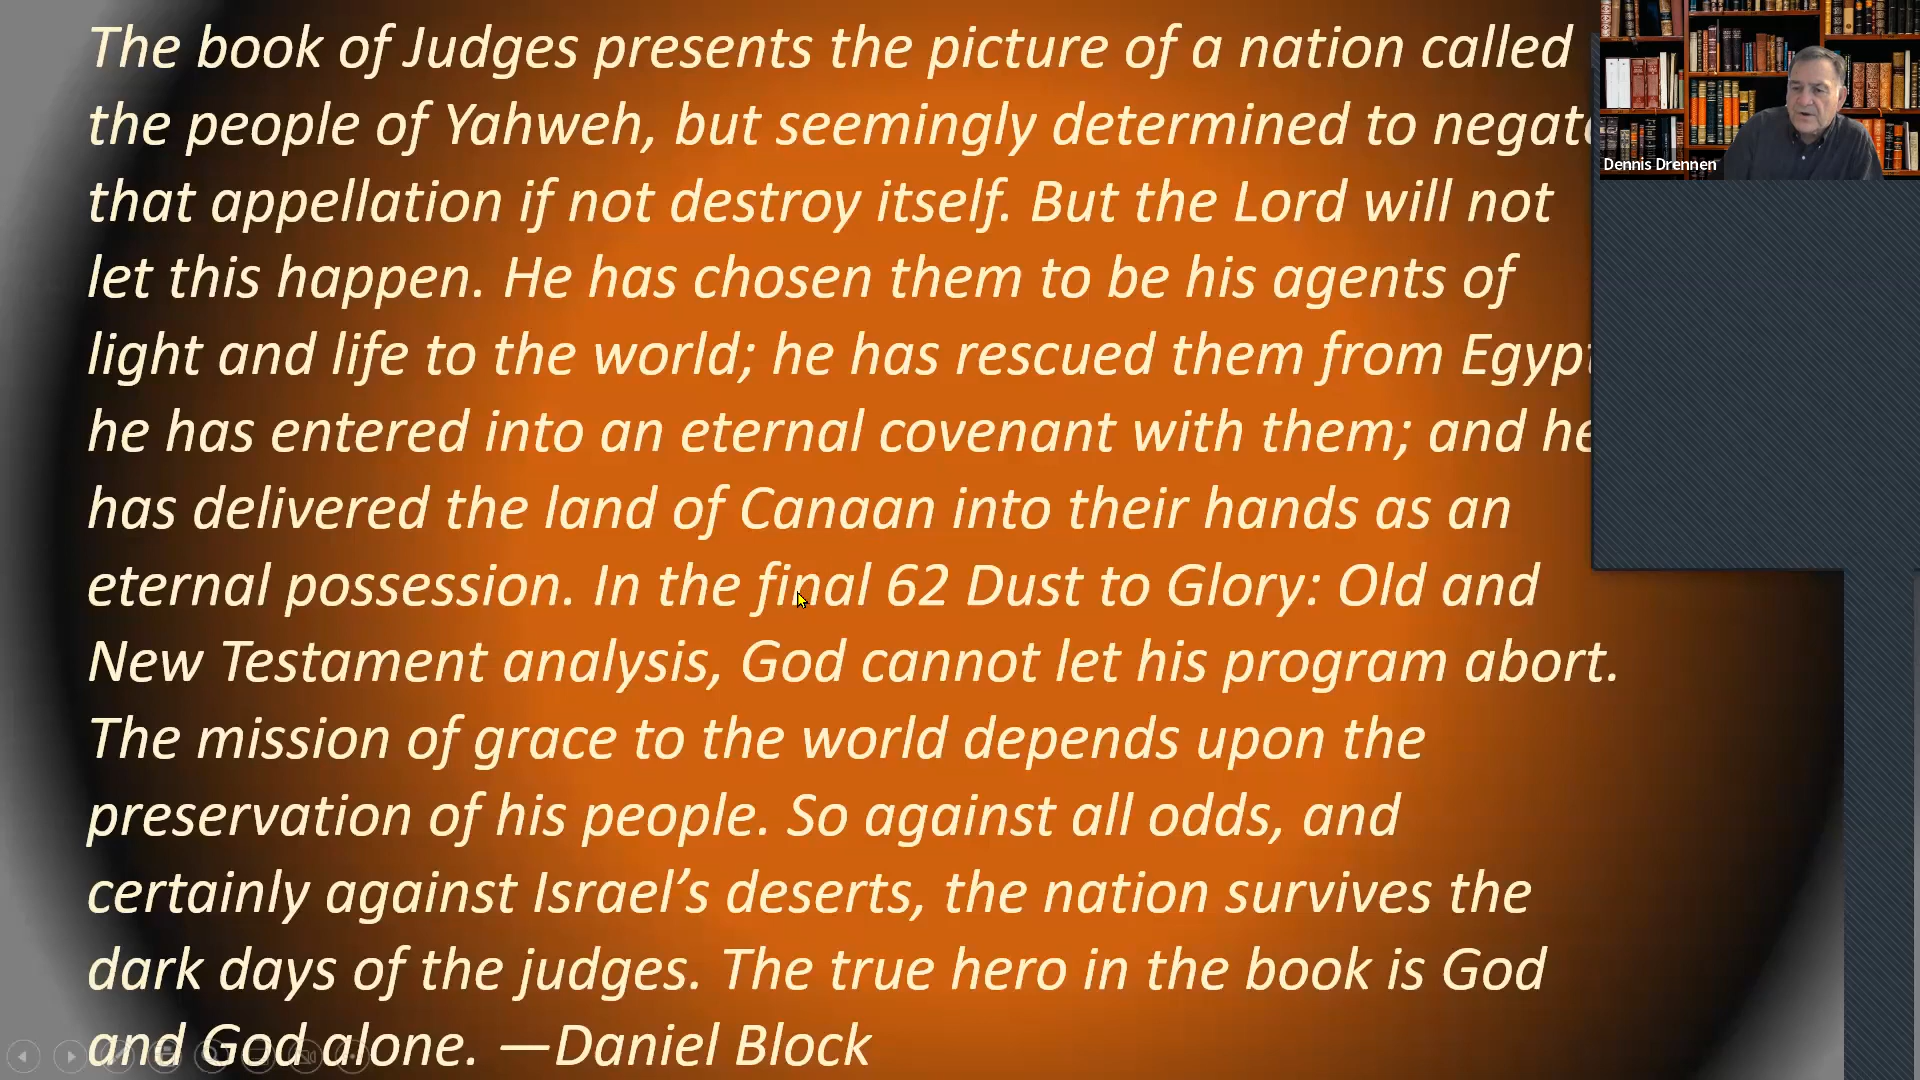 The book of Judges presents the picture of a nation called
the people of Yahweh, but seemingly determined to negate
that appellation if not destroy itself. But the Lord will not
let this happen. He has chosen them to be his agents of
light and life to the world; he has rescued them from Egypt
he has entered into an eternal covenant with them; and he
has delivered the land of Canaan into their hands as an
eternal possession. In the final 62 Dust to Glory: Old and
New Testament analysis, God cannot let his program abort.
The mission of grace to the world depends upon the
preservation of his people. So against all odds, and
certainly against Israel’s deserts, the nation survives the
dark days of the judges. The true hero in the book is God
and God alone. —Daniel Block
Dennis Drennen